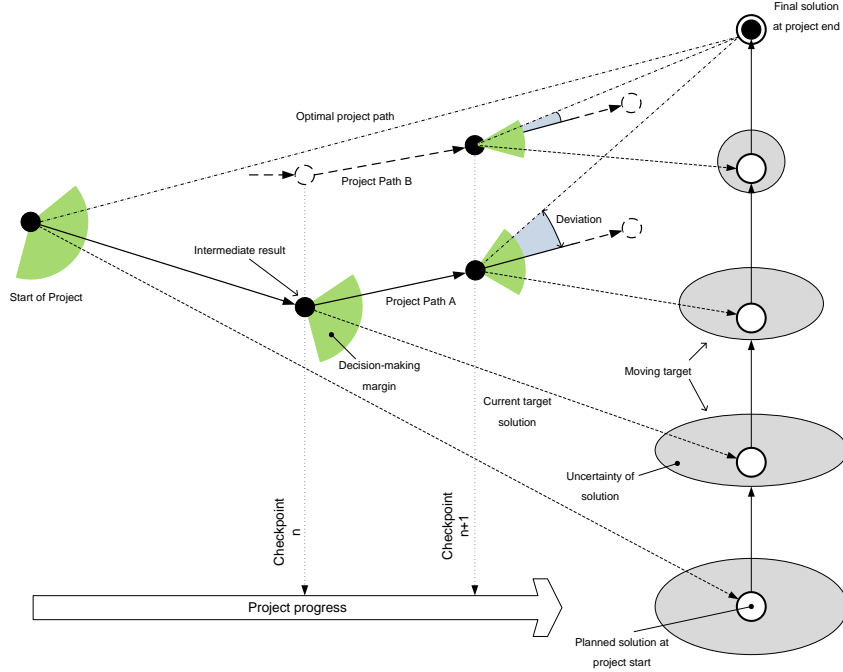 Final solution
at project end
Optimal project path
Project Path B
Deviation
Intermediate result
Start of Project
Project Path A
Decision-making
margin
Moving target
Current target
solution
Uncertainty of
solution
Checkpoint
n
Checkpoint
n+1
Project progress
Planned solution at
project start